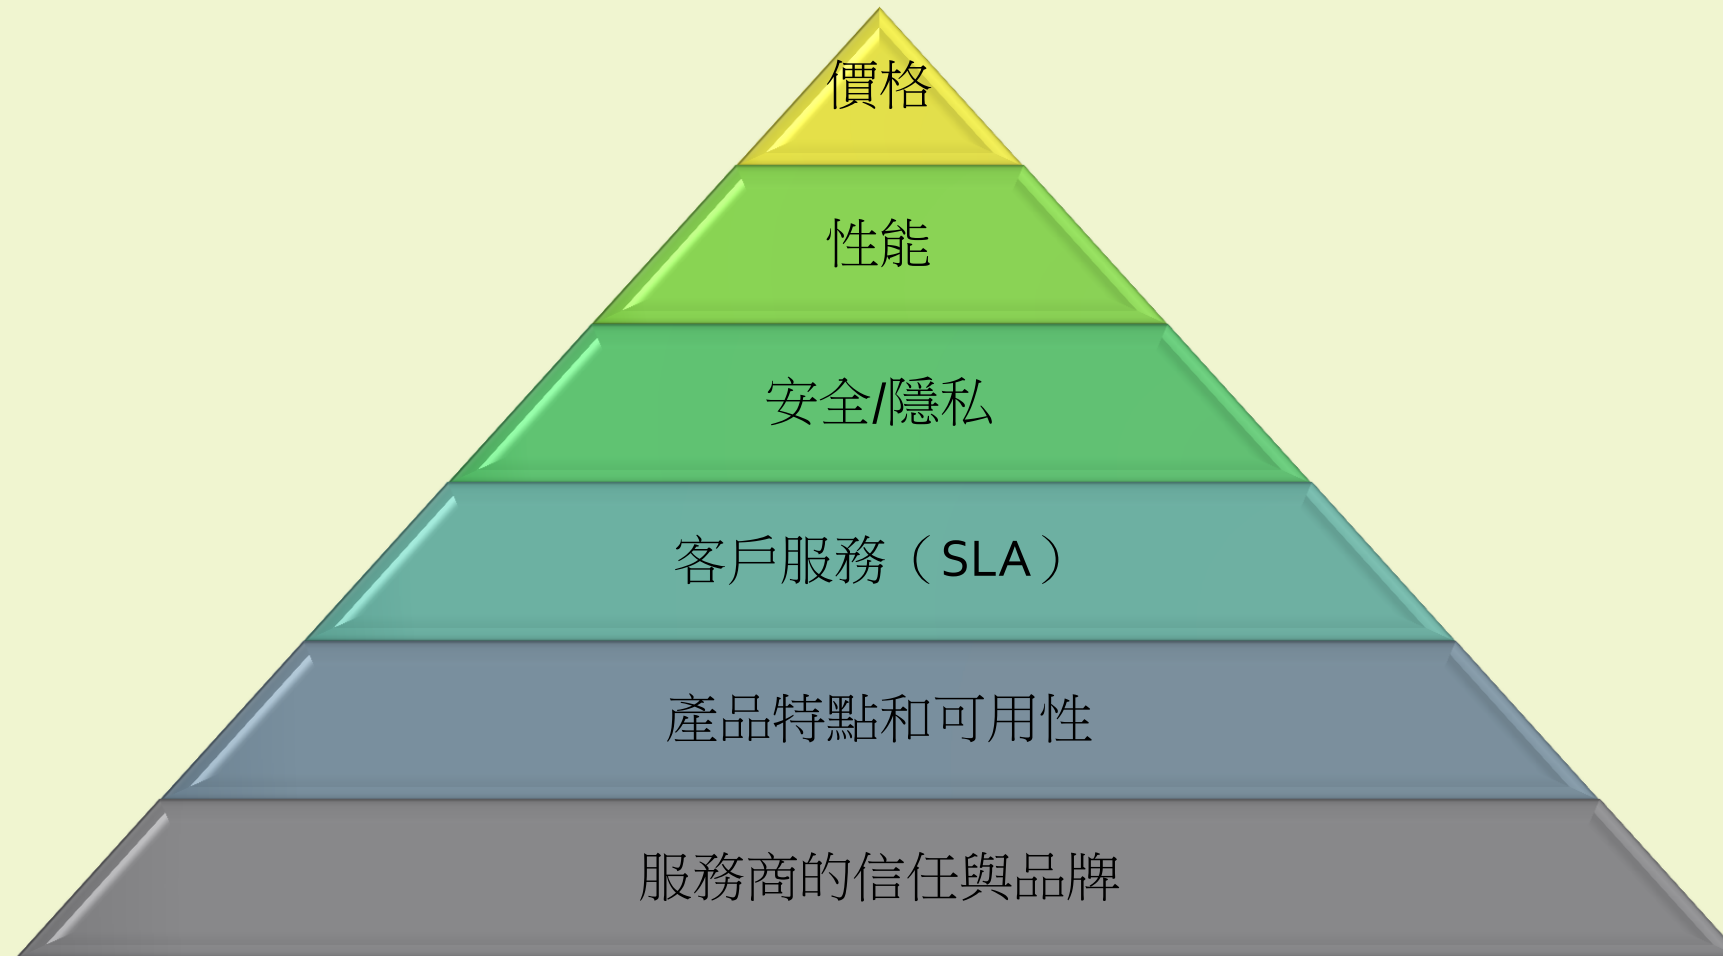 價格
性能
安全/隱私
客戶服務（SLA）
產品特點和可用性
服務商的信任與品牌